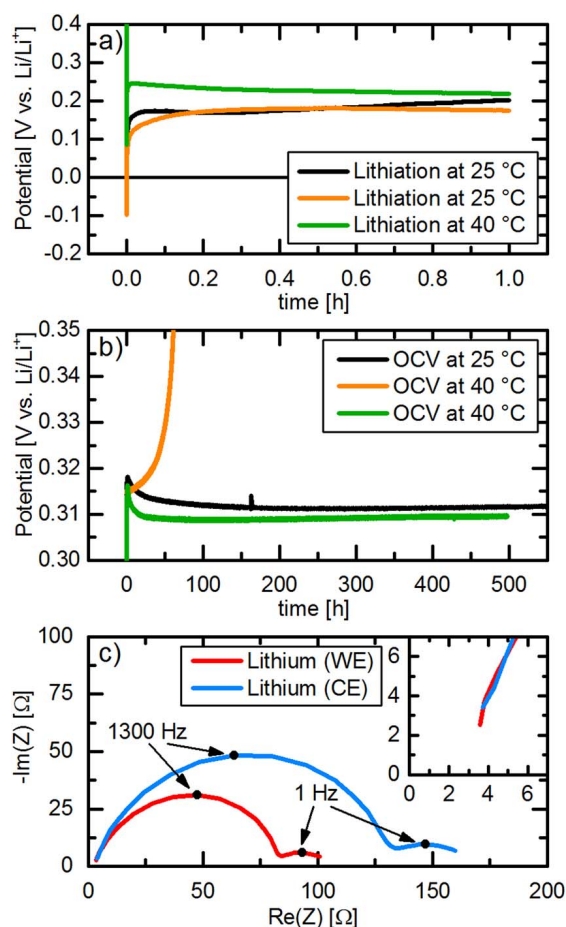 a)
Potential [V vs. Li/Li⁺]
0.4
0.3
0.2
0.1
0.0
-0.1
-0.2
Lithiation at 25 °C
Lithiation at 25 °C
Lithiation at 40 °C
0.0 0.2 0.4 0.6 0.8 1.0
time [h]
b)
Potential [V vs. Li/Li⁺]
0.35
0.34
0.33
0.32
0.31
0.30
OCV at 25 °C
OCV at 40 °C
OCV at 40 °C
0 100 200 300 400 500
time [h]
c)
-Im(Z) [Ω]
100
75
50
25
0
Lithium (WE)
Lithium (CE)
1300 Hz
1 Hz
6
4
2
0
0 2 4 6
0 50 100 150 200
Re(Z) [Ω]